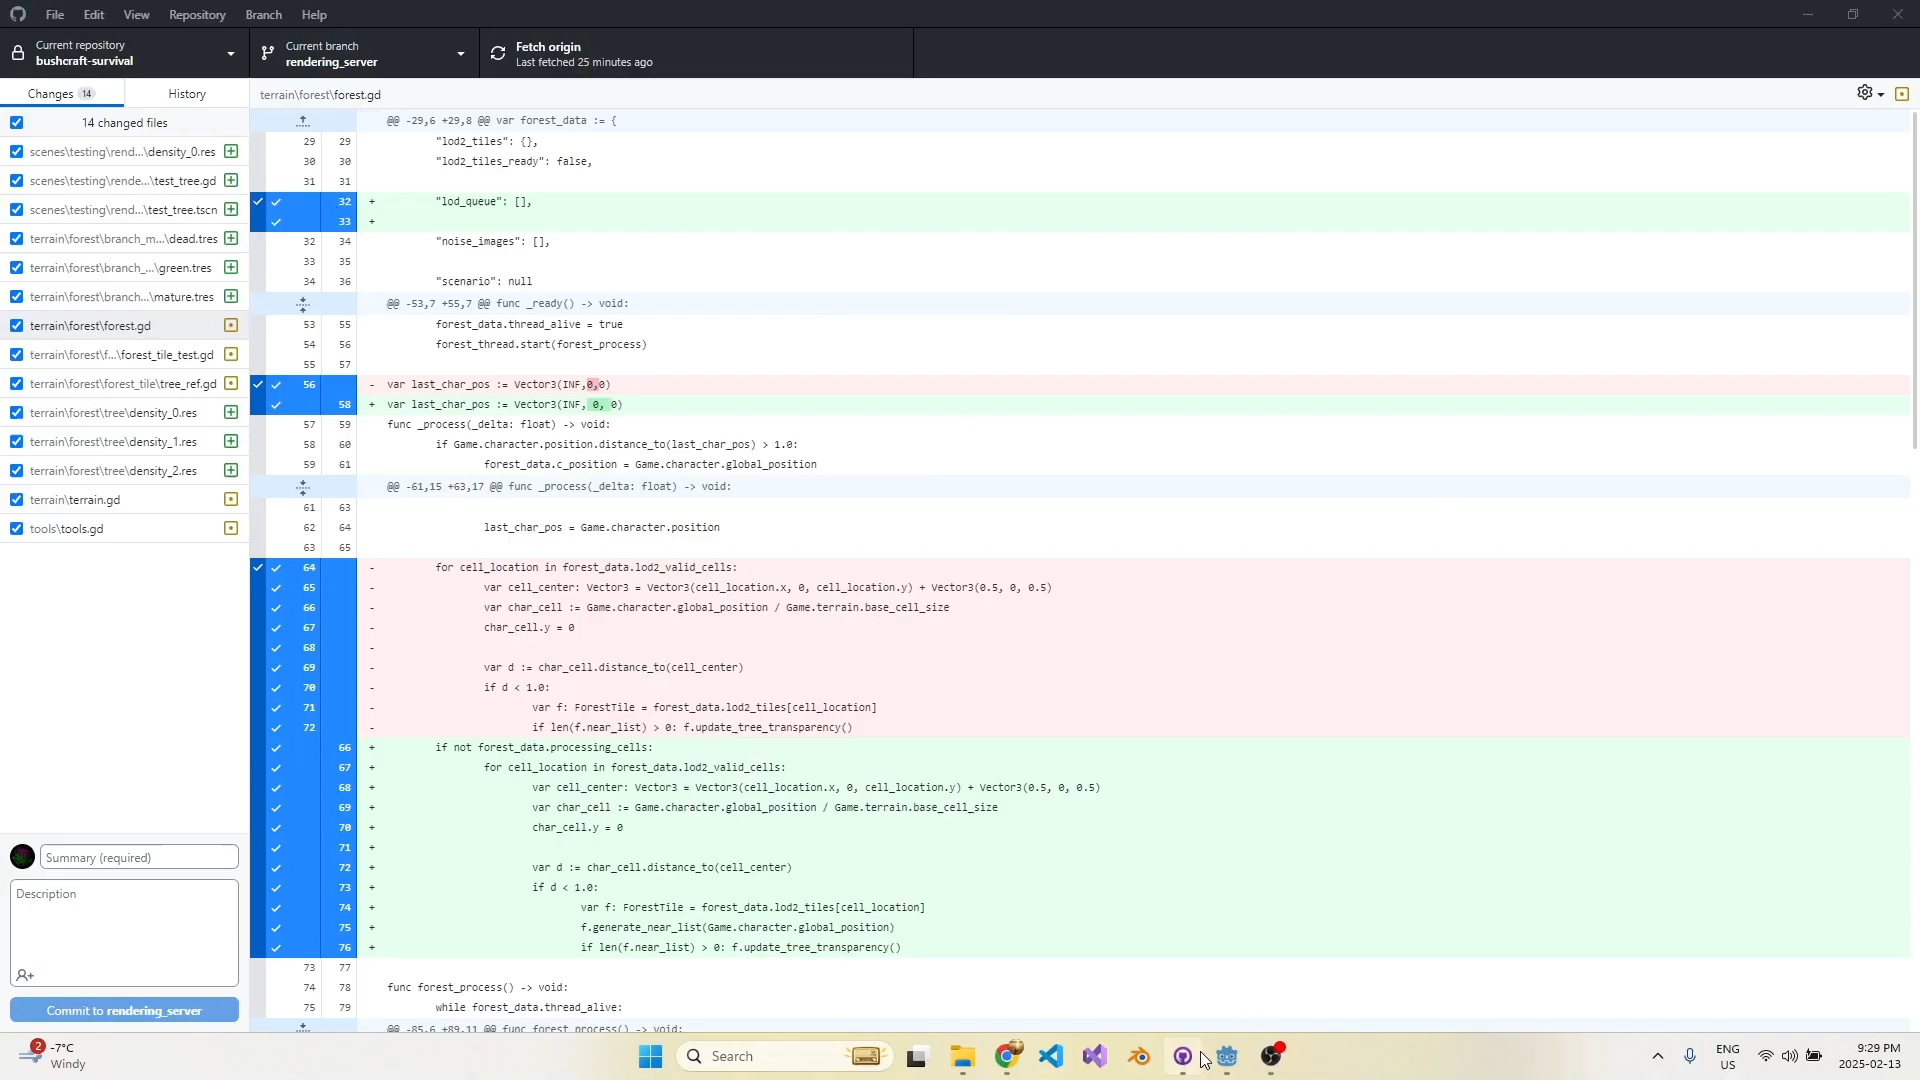 File Edit View Repository Branch Help
Current repository
bushcraft-survival
Current branch
rendering_server
Fetch origin
Last fetched 25 minutes ago
Changes 14 History
terrain\forest\forest.gd
14 changed files
scenes\testing\rend...\density_0.res
scenes\testing\rende...\test_tree.gd
scenes\testing\rend...\test_tree.tscn
terrain\forest\branch_m...\dead.tres
terrain\forest\branch_...\green.tres
terrain\forest\branch...\mature.tres
terrain\forest\forest.gd
terrain\forest\f...\forest_tile_test.gd
terrain\forest\forest_tile\tree_ref.gd
terrain\forest\tree\density_0.res
terrain\forest\tree\density_1.res
terrain\forest\tree\density_2.res
terrain\terrain.gd
tools\tools.gd
Summary (required)
Description
Commit to rendering_server
@@ -29,6 +29,8 @@ var forest_data := {
29 29 "lod2_tiles": {},
30 30 "lod2_tiles_ready": false,
31 31
32 + "lod_queue": [],
33 +
32 34 "noise_images": [],
33 35
34 36 "scenario": null
@@ -53,7 +55,7 @@ func _ready() -> void:
53 55 forest_data.thread_alive = true
54 56 forest_thread.start(forest_process)
55 57
56 - var last_char_pos := Vector3(INF,0,0)
58 + var last_char_pos := Vector3(INF, 0, 0)
57 59 func _process(_delta: float) -> void:
58 60 if Game.character.position.distance_to(last_char_pos) > 1.0:
59 61 forest_data.c_position = Game.character.global_position
@@ -61,15 +63,17 @@ func _process(_delta: float) -> void:
61 63
62 64 last_char_pos = Game.character.position
63 65
64 - for cell_location in forest_data.lod2_valid_cells:
65 - var cell_center: Vector3 = Vector3(cell_location.x, 0, cell_location.y) + Vector3(0.5, 0, 0.5)
66 - var char_cell := Game.character.global_position / Game.terrain.base_cell_size
67 - char_cell.y = 0
68 -
69 - var d := char_cell.distance_to(cell_center)
70 - if d < 1.0:
71 - var f: ForestTile = forest_data.lod2_tiles[cell_location]
72 - if len(f.near_list) > 0: f.update_tree_transparency()
66 + if not forest_data.processing_cells:
67 + for cell_location in forest_data.lod2_valid_cells:
68 + var cell_center: Vector3 = Vector3(cell_location.x, 0, cell_location.y) + Vector3(0.5, 0, 0.5)
69 + var char_cell := Game.character.global_position / Game.terrain.base_cell_size
70 + char_cell.y = 0
71 +
72 + var d := char_cell.distance_to(cell_center)
73 + if d < 1.0:
74 + var f: ForestTile = forest_data.lod2_tiles[cell_location]
75 + f.generate_near_list(Game.character.global_position)
76 + if len(f.near_list) > 0: f.update_tree_transparency()
73 77
74 78 func forest_process() -> void:
75 79 while forest_data.thread_alive:
@@ -85,6 +89,11 @@ func forest_process() -> void:
2
-7°C
Windy
Search
ENG
US
9:29 PM
2025-02-13